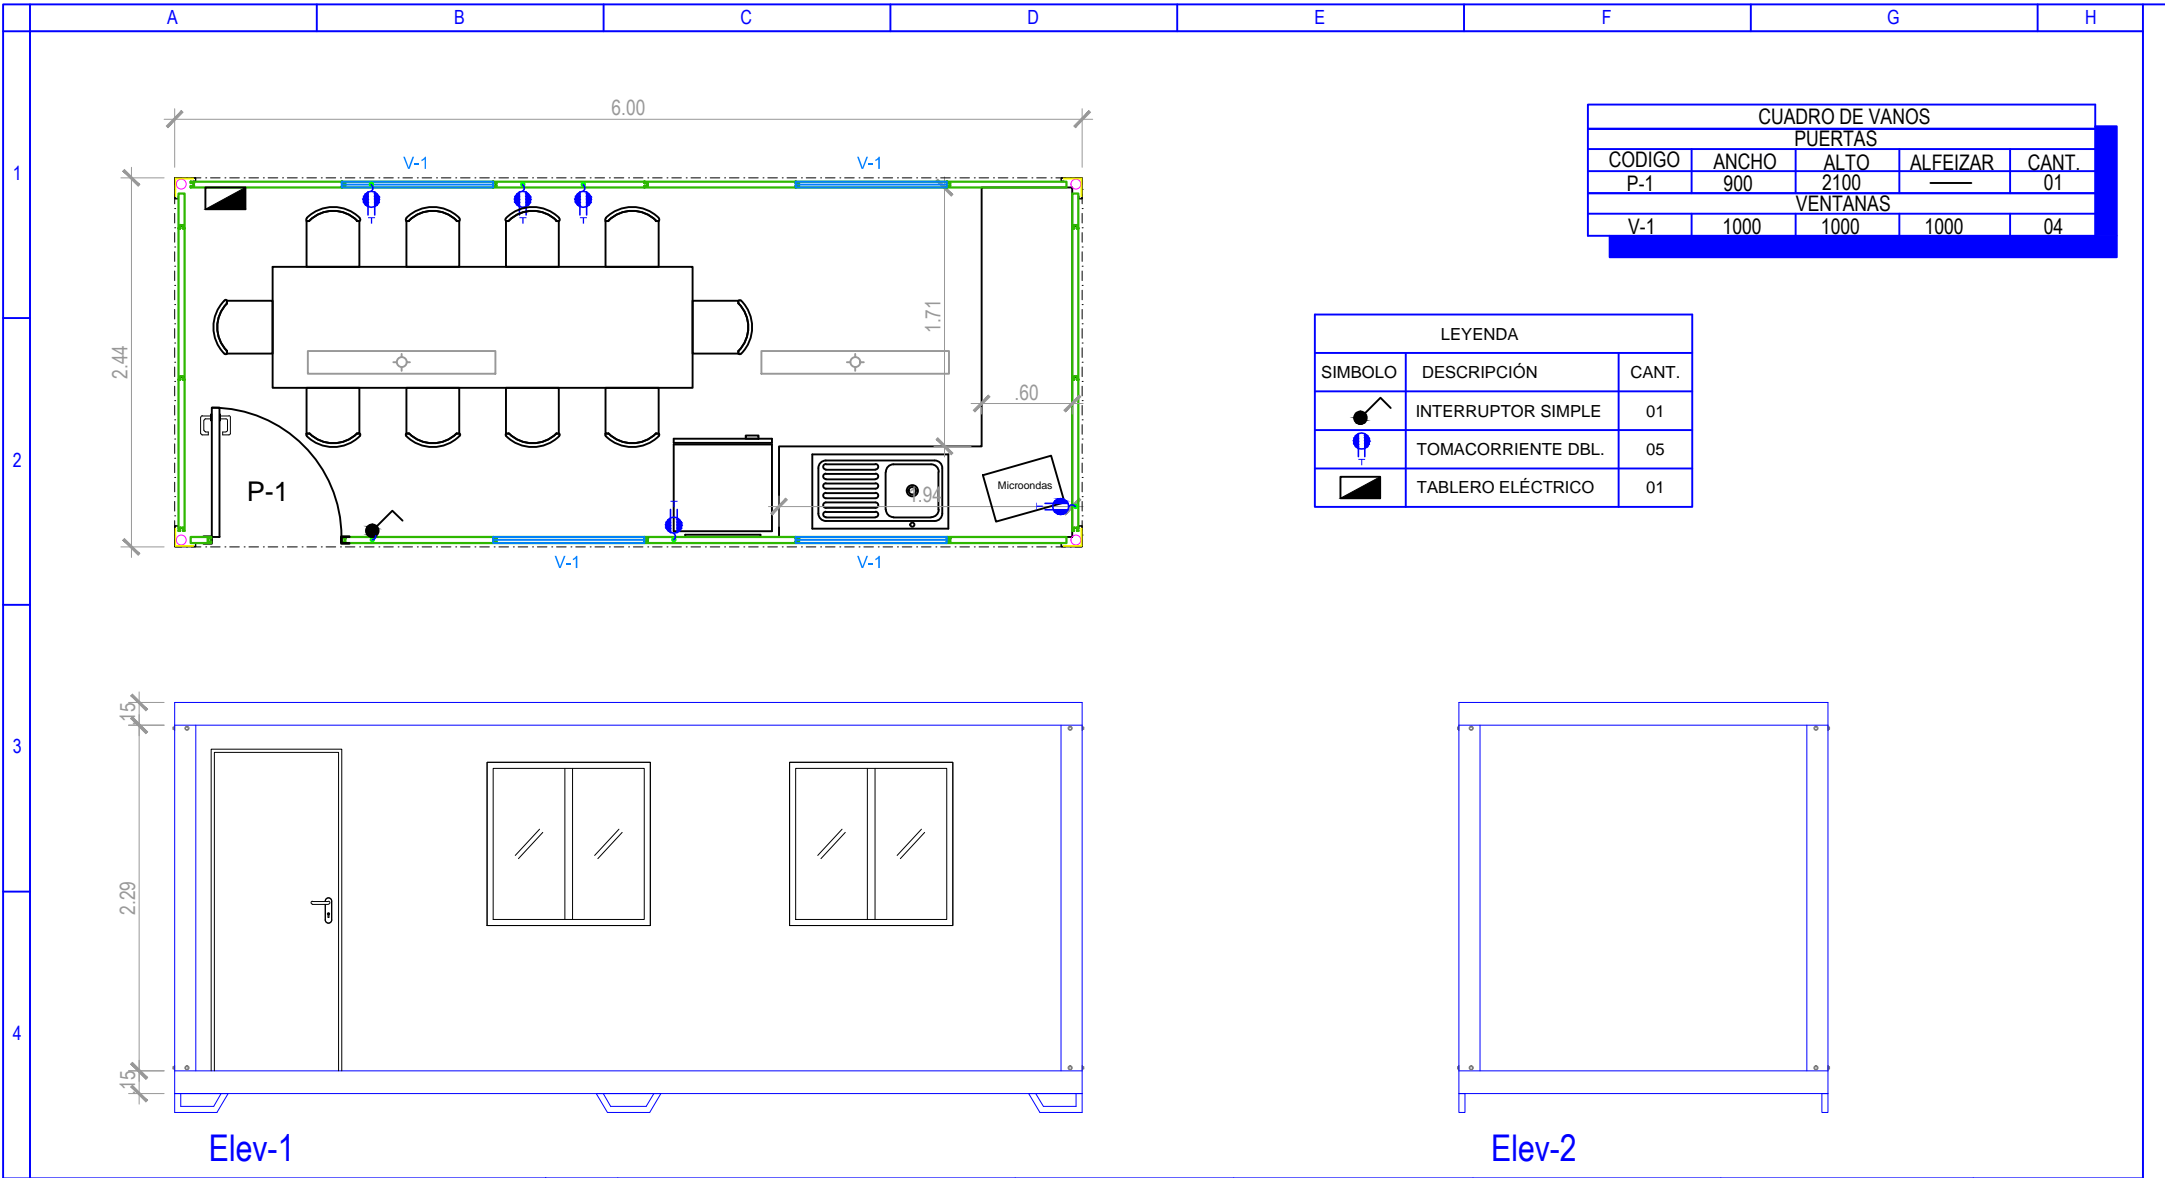 A B C D E F G H
1
2
3
4
6.00
2.44
V-1 V-1
1.71
.60
1.94
Microondas
P-1
T
T
T
T
V-1 V-1
CUADRO DE VANOS
PUERTAS
CODIGO ANCHO ALTO ALFEIZAR CANT.
P-1 900 2100 —— 01
VENTANAS
V-1 1000 1000 1000 04
LEYENDA
SIMBOLO DESCRIPCIÓN CANT.
INTERRUPTOR SIMPLE 01
T TOMACORRIENTE DBL. 05
TABLERO ELÉCTRICO 01
.15
2.29
.15
Elev-1
Elev-2